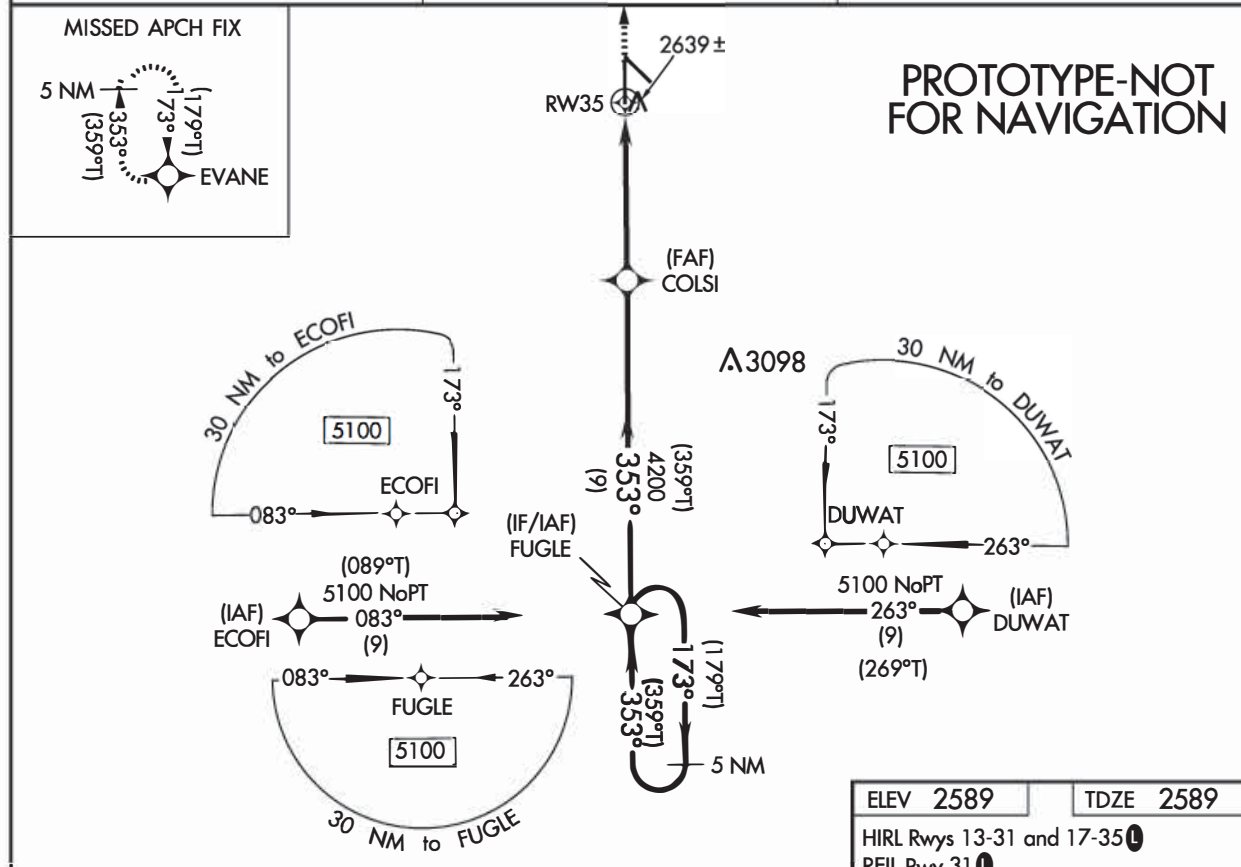 MISSED APCH FIX
5 NM
353°
(359°T)
173°
(179°T)
EVANE
2639 ±
RW35
PROTOTYPE-NOT
FOR NAVIGATION
(FAF)
COLSI
30 NM to ECOFI
5100
173°
ECOFI
083°
3098
30 NM to DUWAT
173°
5100
DUWAT
263°
353°
(9)
4200
(359°T)
(IF/IAF)
FUGLE
(089°T)
5100 NoPT
083°
(9)
(IAF)
ECOFI
5100 NoPT
263°
(9)
(269°T)
(IAF)
DUWAT
083°
263°
FUGLE
5100
30 NM to FUGLE
353°
(359°T)
173°
(179°T)
5 NM
ELEV 2589
TDZE 2589
HIRL Rwys 13-31 and 17-35 L
REIL Rwy 31 L